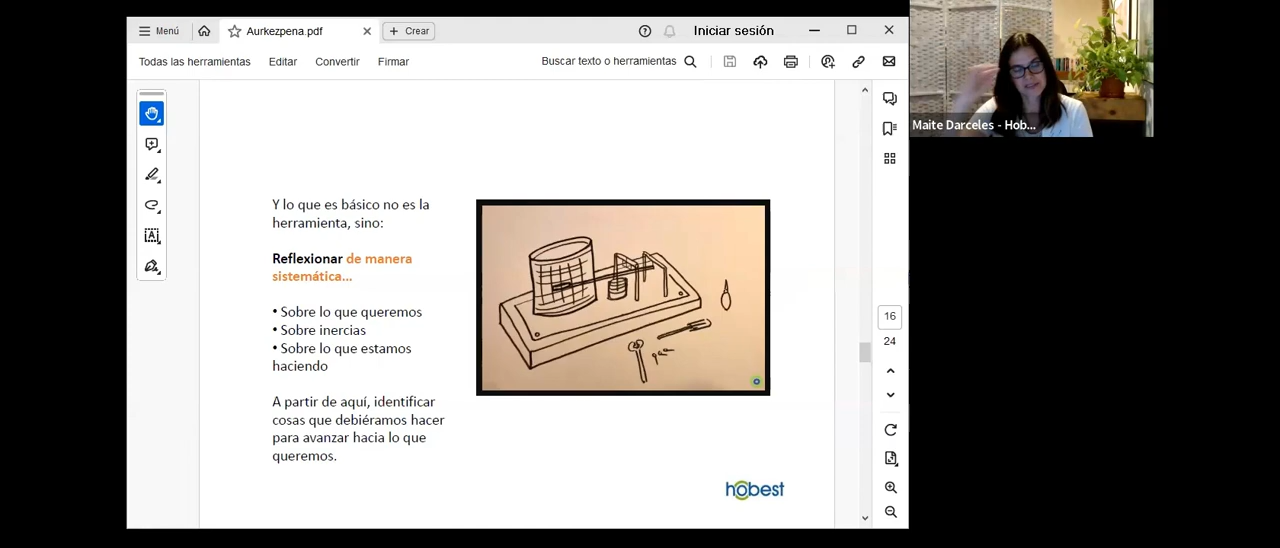 Menú
Aurkezpena.pdf
Crear
Iniciar sesión
Todas las herramientas
Editar
Convertir
Firmar
Buscar texto o herramientas
Maite Darceles - Hob...
Y lo que es básico no es la
herramienta, sino:
Reflexionar de manera
sistemática...
• Sobre lo que queremos
• Sobre inercias
• Sobre lo que estamos
haciendo
A partir de aquí, identificar
cosas que debiéramos hacer
para avanzar hacia lo que
queremos.
hobest
16
24